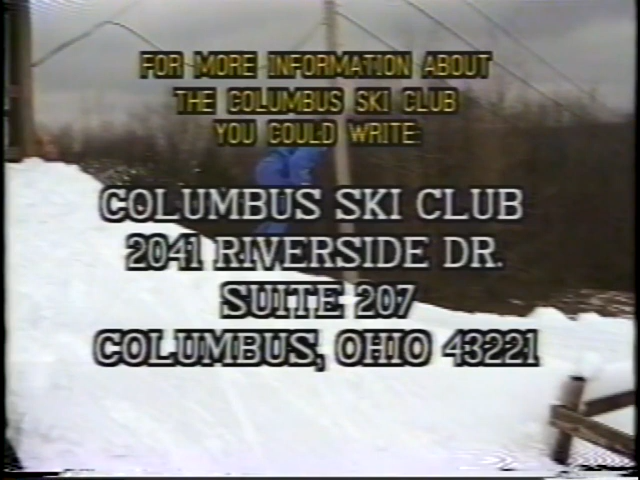 FOR MORE INFORMATION ABOUT
THE COLUMBUS SKI CLUB
YOU COULD WRITE:
COLUMBUS SKI CLUB
2041 RIVERSIDE DR.
SUITE 207
COLUMBUS, OHIO 43221